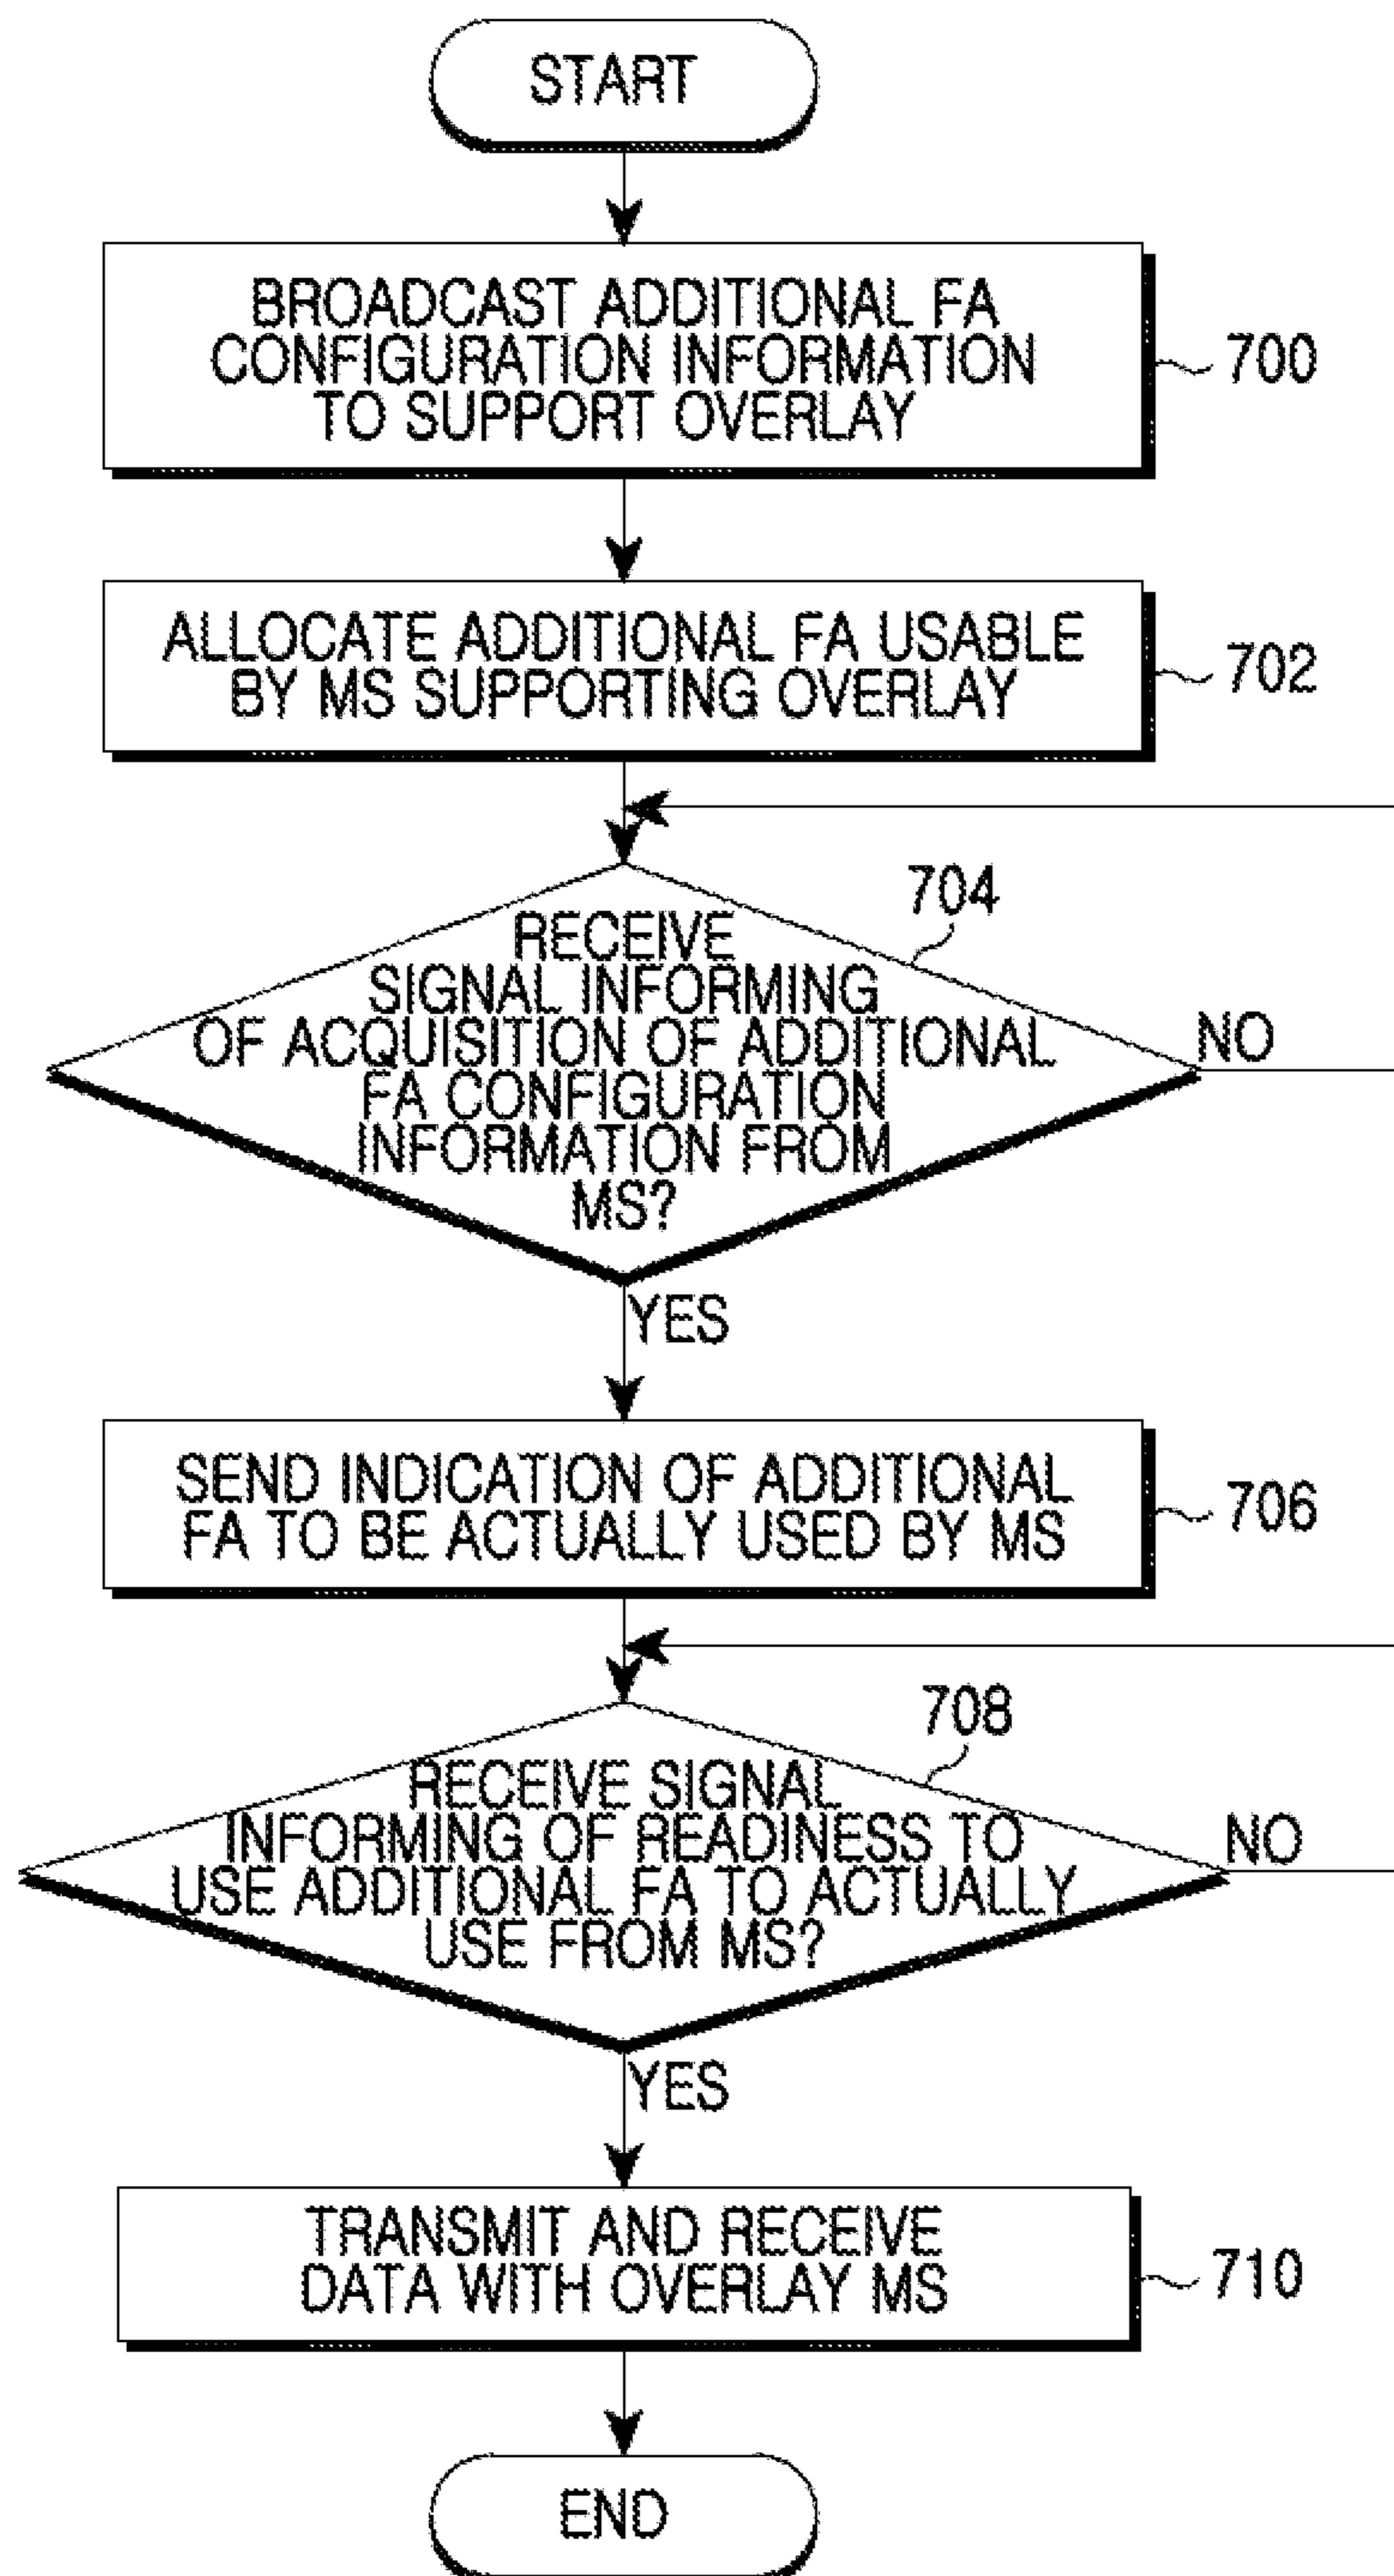 START
BROADCAST ADDITIONAL FA
CONFIGURATION INFORMATION
TO SUPPORT OVERLAY
700
ALLOCATE ADDITIONAL FA USABLE
BY MS SUPPORTING OVERLAY
702
704
RECEIVE
SIGNAL INFORMING
OF ACQUISITION OF ADDITIONAL
FA CONFIGURATION
INFORMATION FROM
MS?
NO
YES
SEND INDICATION OF ADDITIONAL
FA TO BE ACTUALLY USED BY MS
706
708
RECEIVE SIGNAL
INFORMING OF READINESS TO
USE ADDITIONAL FA TO ACTUALLY
USE FROM MS?
NO
YES
TRANSMIT AND RECEIVE
DATA WITH OVERLAY MS
710
END